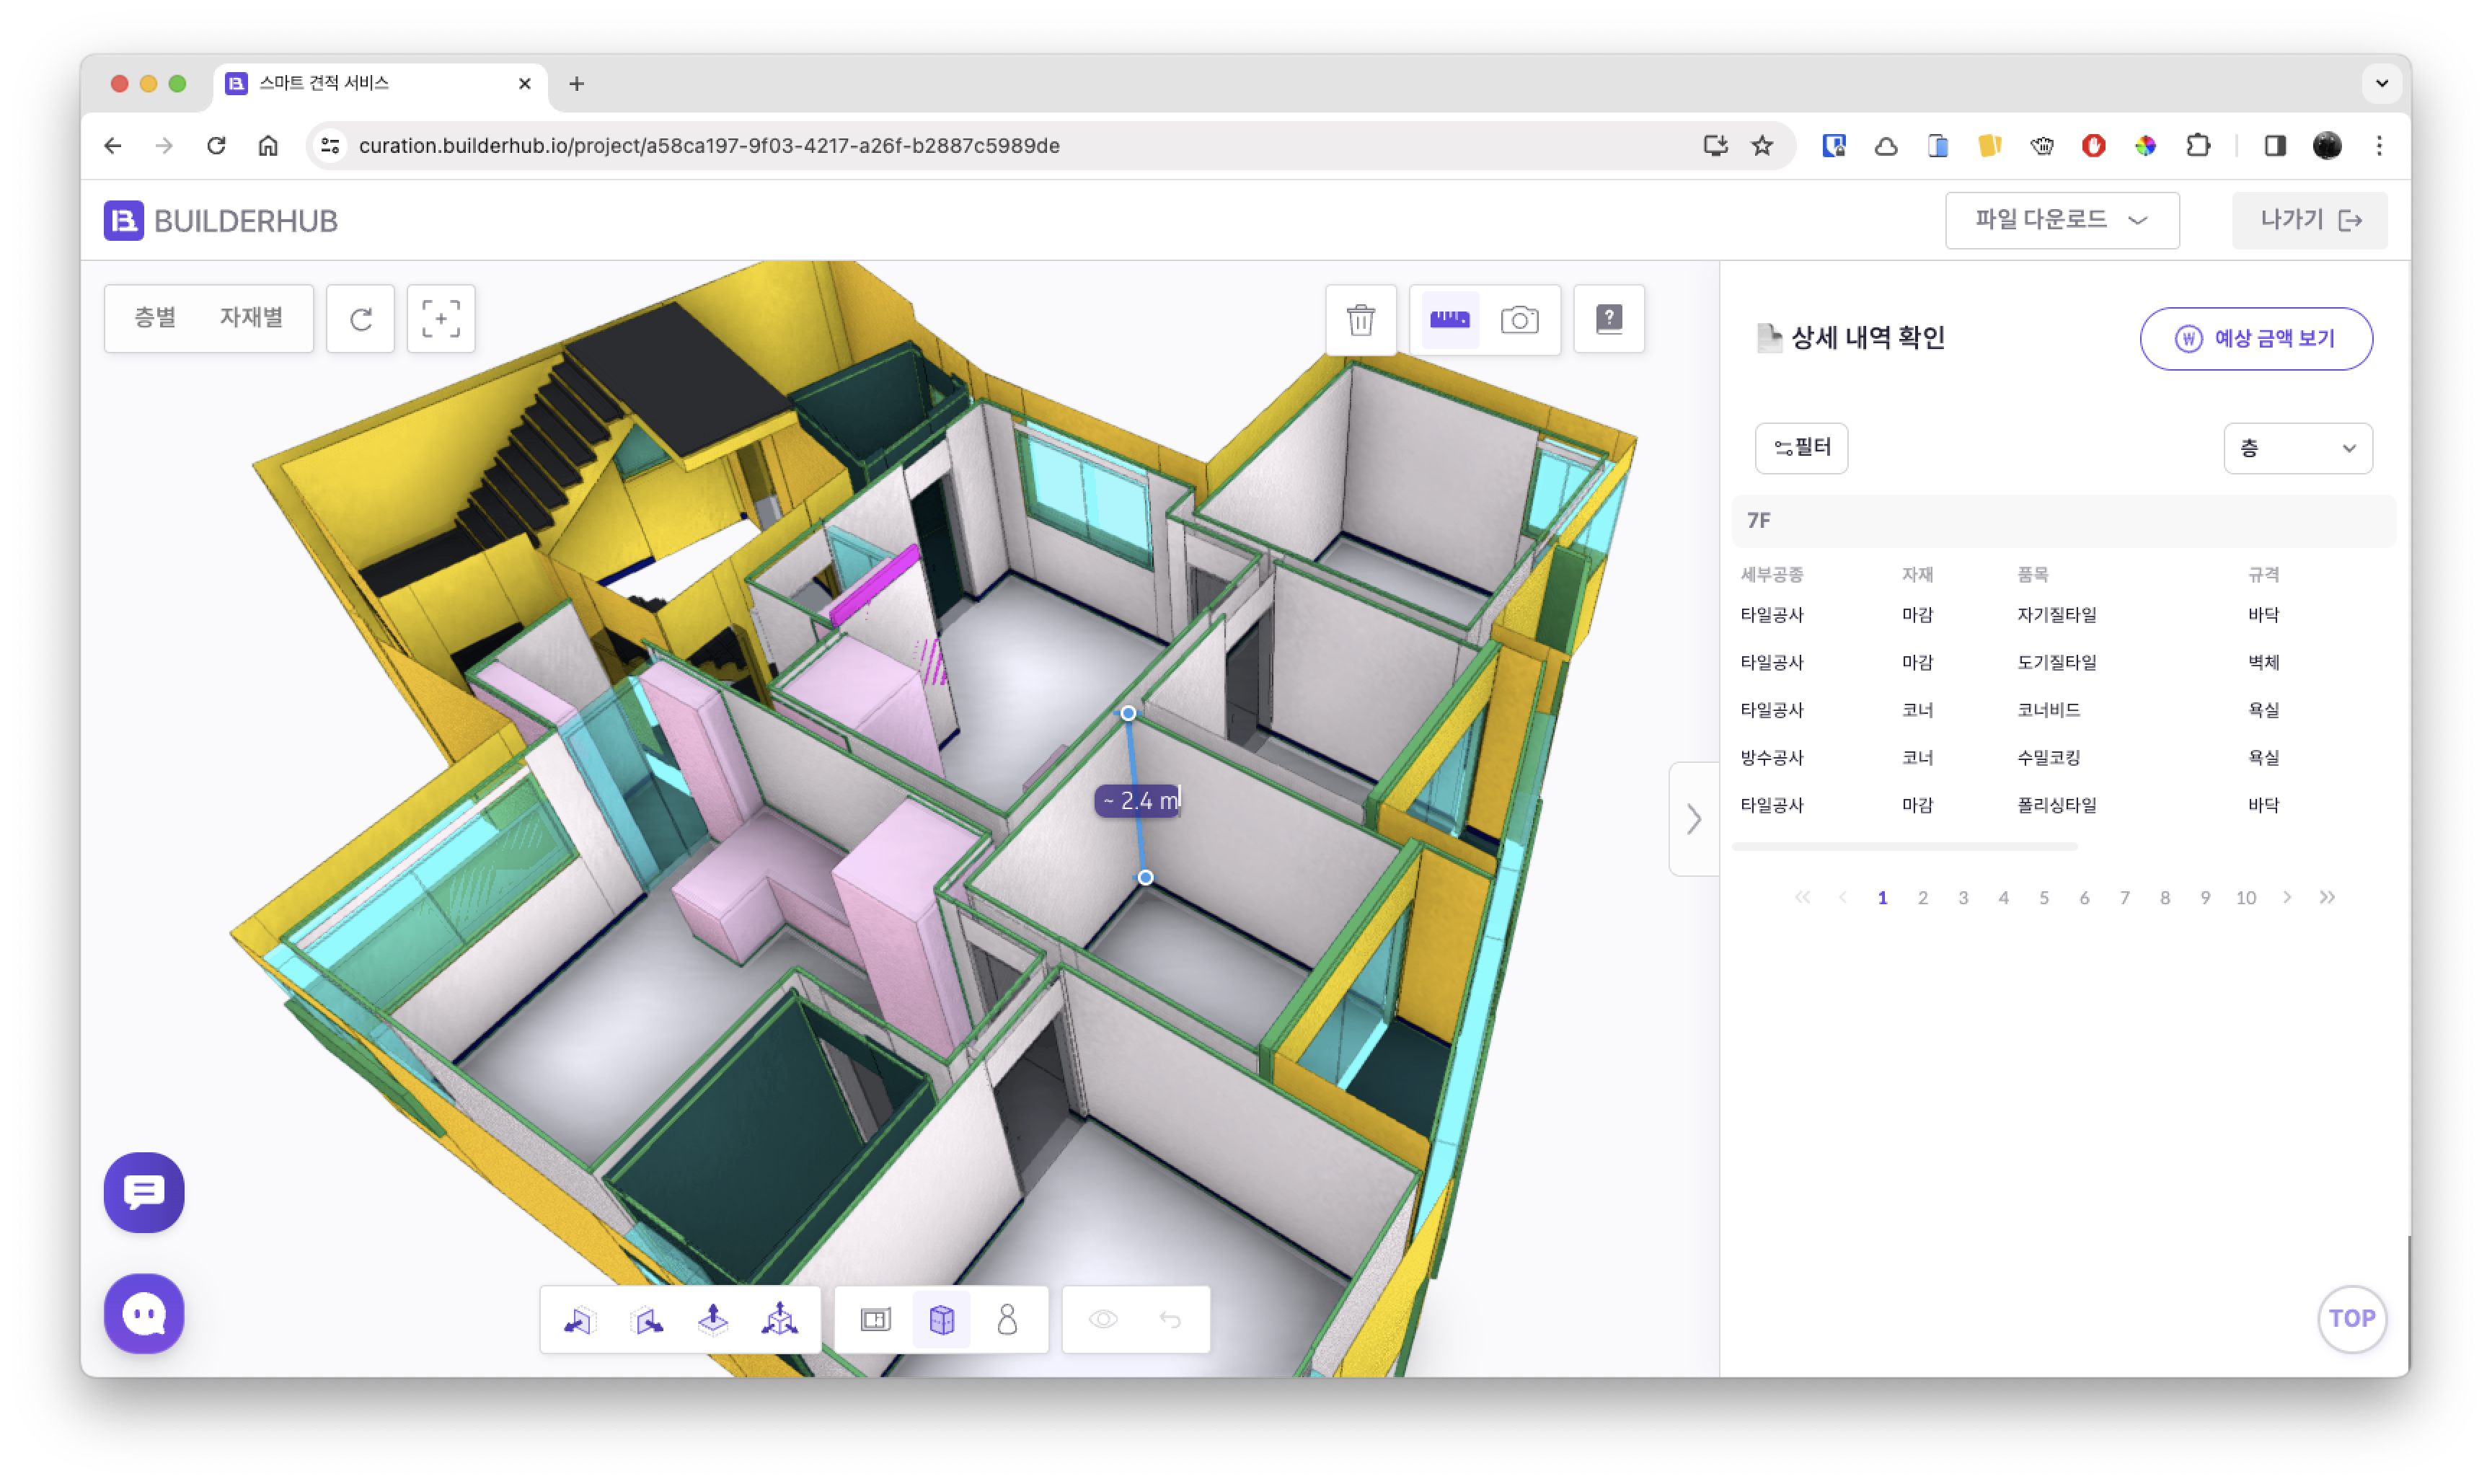 스마트 견적 서비스
curation.builderhub.io/project/a58ca197-9f03-4217-a26f-b2887c5989de
BUILDERHUB
파일 다운로드
나가기
층별
자재별
?
상세 내역 확인
₩ 예상 금액 보기
필터
층
7F
세부공종 자재 품목 규격
타일공사 마감 자기질타일 바닥
타일공사 마감 도기질타일 벽체
타일공사 코너 코너비드 욕실
방수공사 코너 수밀코킹 욕실
타일공사 마감 폴리싱타일 바닥
~ 2.4 m
1 2 3 4 5 6 7 8 9 10
TOP